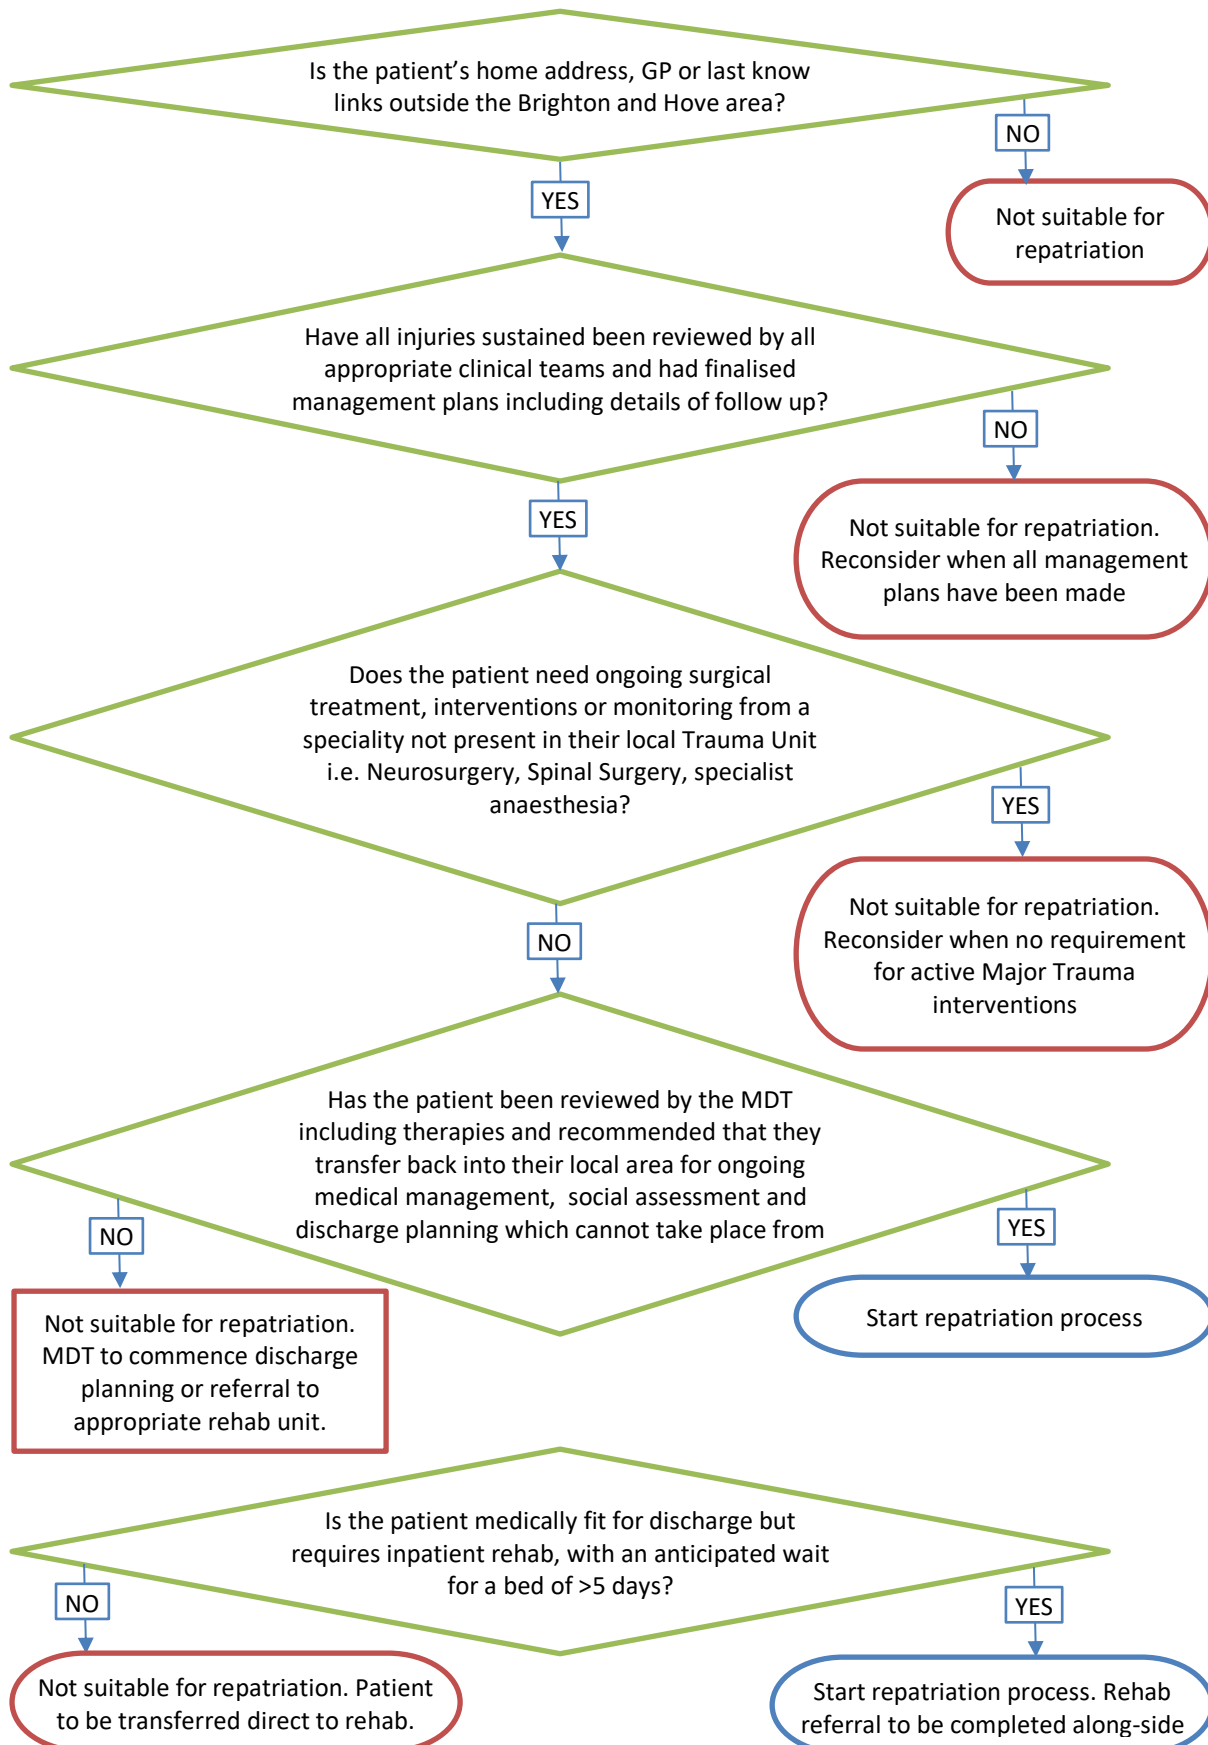 Is the patient’s home address, GP or last know
links outside the Brighton and Hove area?
NO
YES
Not suitable for
repatriation
Have all injuries sustained been reviewed by all
appropriate clinical teams and had finalised
management plans including details of follow up?
NO
YES
Not suitable for repatriation.
Reconsider when all management
plans have been made
Does the patient need ongoing surgical
treatment, interventions or monitoring from a
speciality not present in their local Trauma Unit
i.e. Neurosurgery, Spinal Surgery, specialist
anaesthesia?
YES
NO
Not suitable for repatriation.
Reconsider when no requirement
for active Major Trauma
interventions
Has the patient been reviewed by the MDT
including therapies and recommended that they
transfer back into their local area for ongoing
medical management, social assessment and
discharge planning which cannot take place from
NO
YES
Not suitable for repatriation.
MDT to commence discharge
planning or referral to
appropriate rehab unit.
Start repatriation process
Is the patient medically fit for discharge but
requires inpatient rehab, with an anticipated wait
for a bed of >5 days?
NO
YES
Not suitable for repatriation. Patient
to be transferred direct to rehab.
Start repatriation process. Rehab
referral to be completed along-side